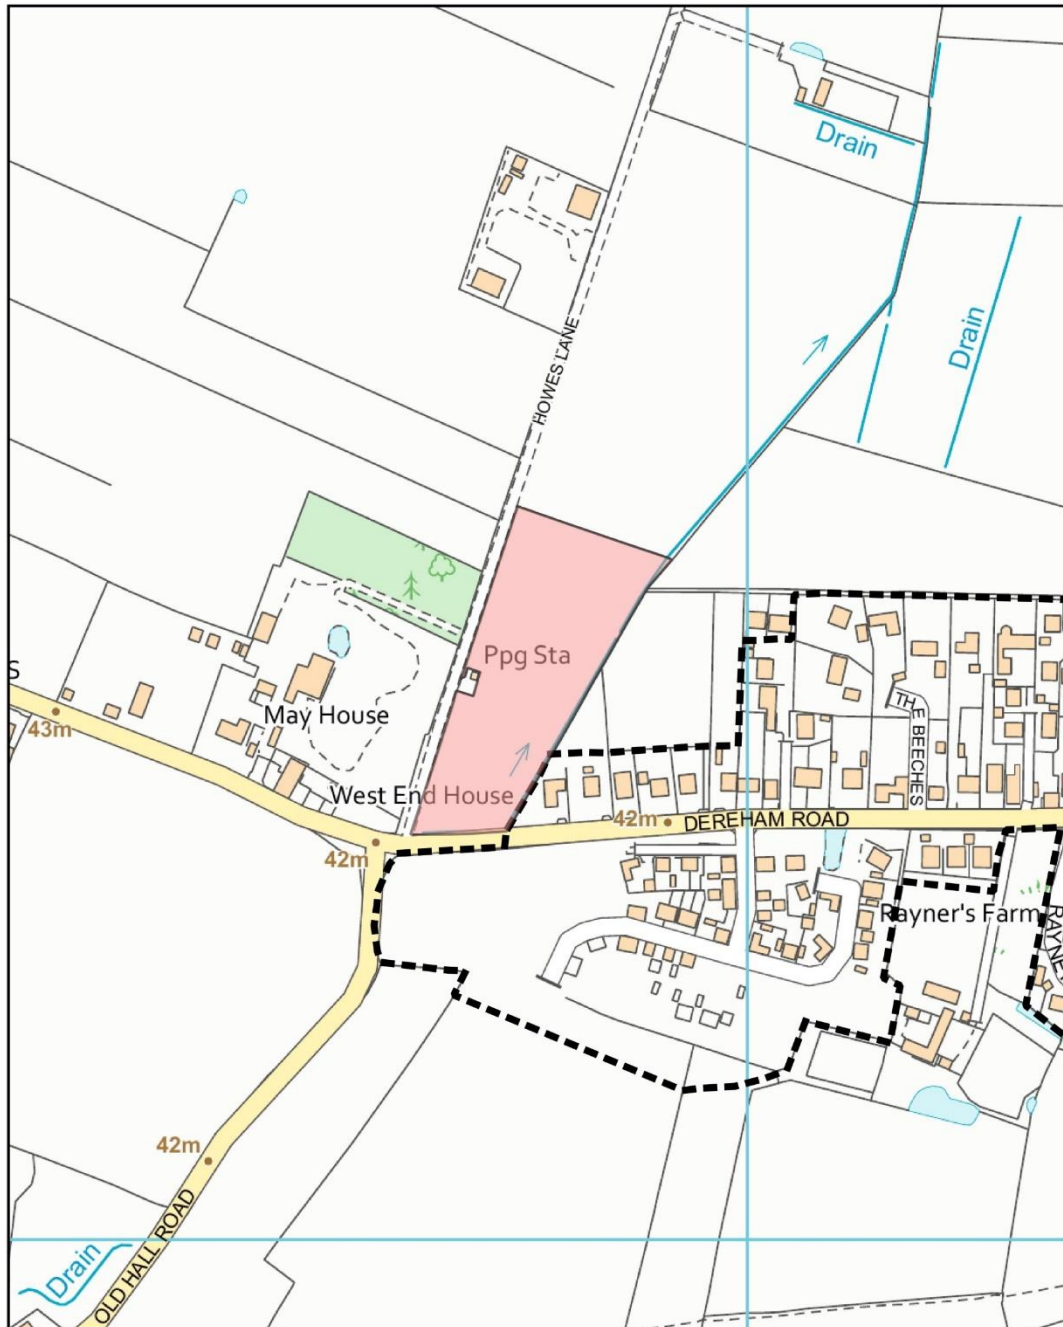 Drain
Drain
HOWES LANE
Ppg Sta
S
43m
May House
THE BEECHES
West End House
42m
DEREHAM ROAD
42m
Rayner's Farm
42m
OLD HALL ROAD
Drain